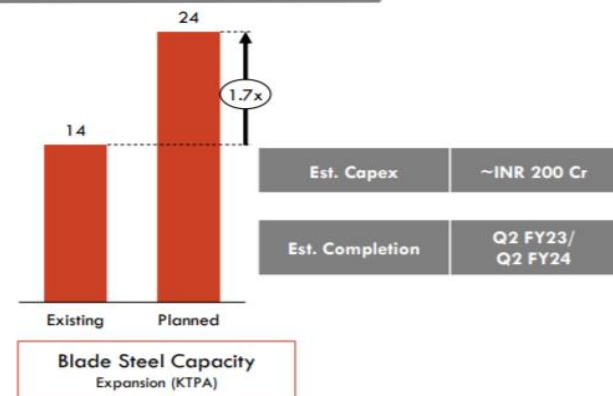 24
1.7x
14
Est. Capex ~INR 200 Cr
Est. Completion Q2 FY23/
Q2 FY24
Existing Planned
Blade Steel Capacity
Expansion (KTPA)